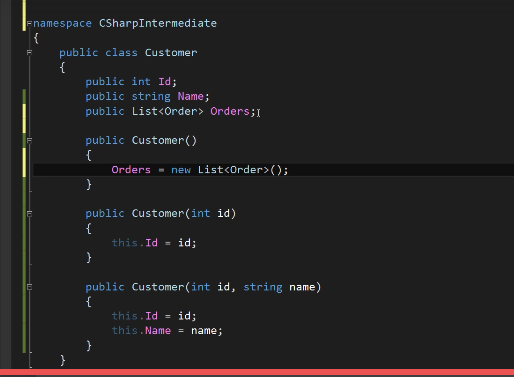 namespace CSharpIntermediate
{
    public class Customer
    {
        public int Id;
        public string Name;
        public List<Order> Orders;

        public Customer()
        {
            Orders = new List<Order>();
        }

        public Customer(int id)
        {
            this.Id = id;
        }

        public Customer(int id, string name)
        {
            this.Id = id;
            this.Name = name;
        }
    }